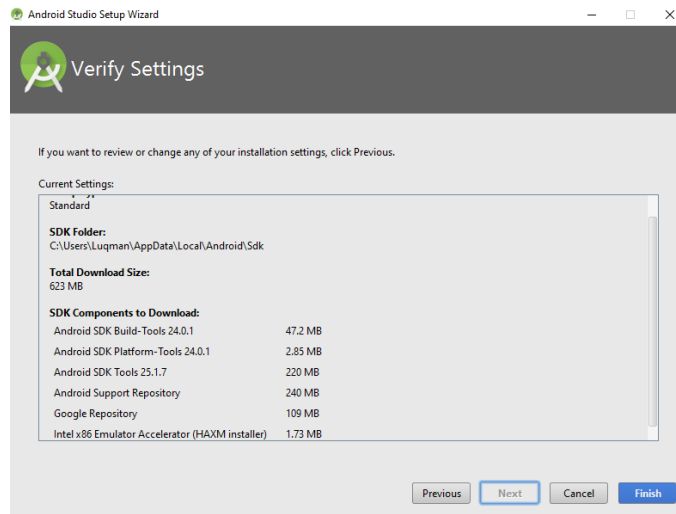 Android Studio Setup Wizard
Verify Settings
If you want to review or change any of your installation settings, click Previous.
Current Settings:
Standard
SDK Folder:
C:\Users\Luqman\AppData\Local\Android\Sdk
Total Download Size:
623 MB
SDK Components to Download:
Android SDK Build-Tools 24.0.1 47.2 MB
Android SDK Platform-Tools 24.0.1 2.85 MB
Android SDK Tools 25.1.7 220 MB
Android Support Repository 240 MB
Google Repository 109 MB
Intel x86 Emulator Accelerator (HAXM installer) 1.73 MB
Previous Next Cancel Finish